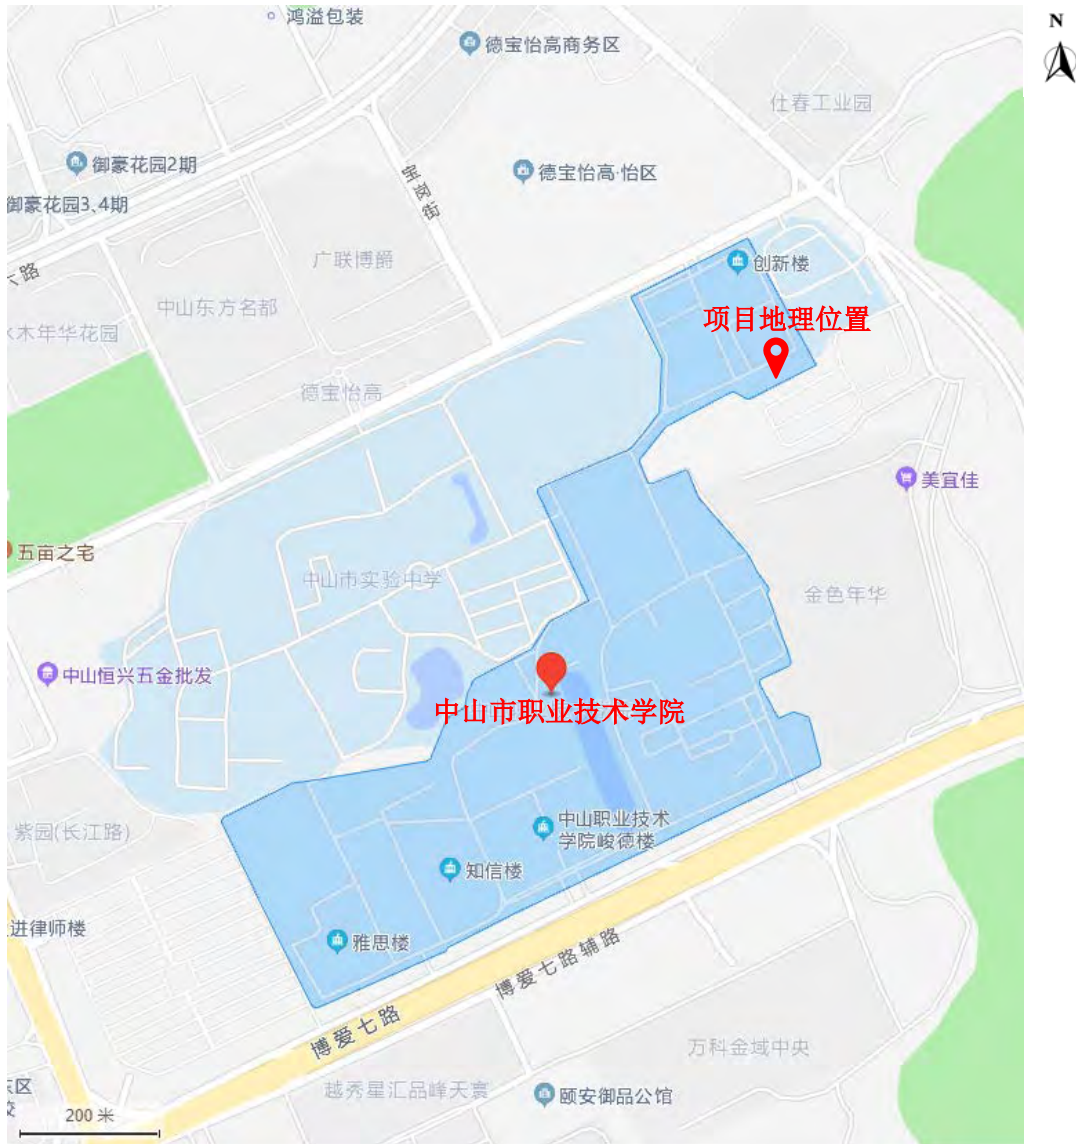 鸿溢包装
N
德宝怡高商务区
仕春工业园
御豪花园2期
德宝怡高·怡区
宝岗街
御豪花园3、4期
广联博爵
创新楼
路
中山东方名都
项目地理位置
木年华花园
德宝怡高
美宜佳
五亩之宅
中山市实验中学
金色年华
中山恒兴五金批发
中山市职业技术学院
紫园(长江路)
中山职业技术
学院峻德楼
知信楼
进律师楼
雅思楼
博爱七路辅路
博爱七路
万科金域中央
越秀星汇品峰天寰
颐安御品公馆
区
200 米